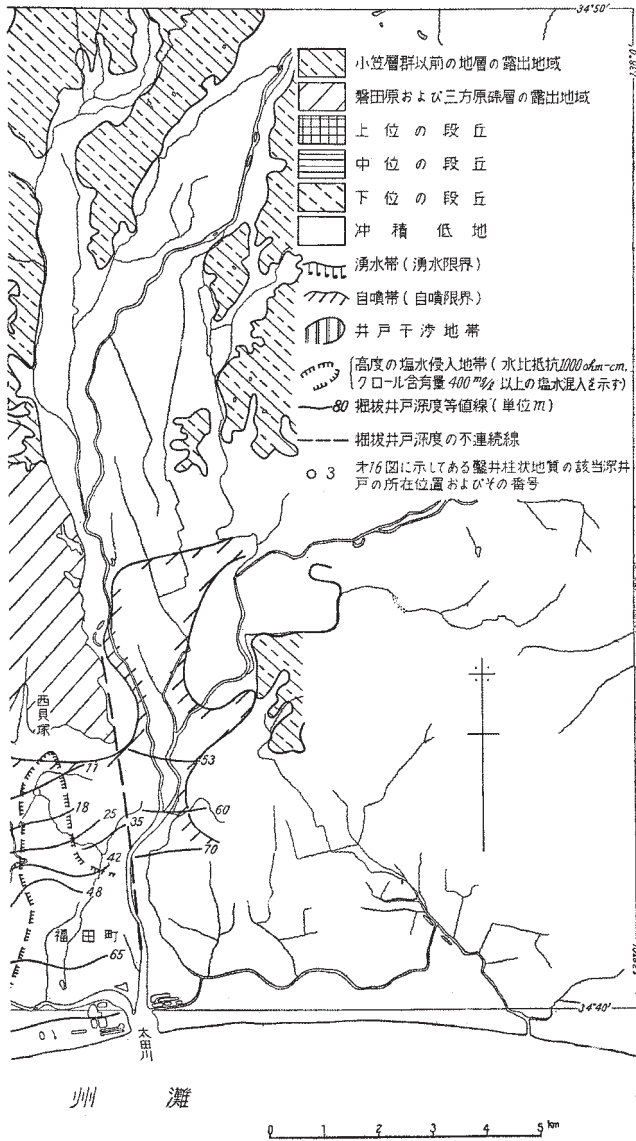 34°50'
小笠層群以前の地層の露出地域
磐田原および三方原礫層の露出地域
上位の段丘
中位の段丘
下位の段丘
冲積低地
湧水帯(湧水限界)
自噴帯(自噴限界)
井戸干渉地帯
高度の塩水侵入地帯(水比抵抗1000ohm-cm,
クロール含有量400mg/ℓ以上の塩水混入を示す)
80 掘抜井戸深度等値線(単位m)
掘抜井戸深度の不連続線
3 オ16図に示してある鑿井柱状地質の該当深井
戸の所在位置およびその番号
西貝塚
11
53
18
25
35
60
42
70
48
福田町
65
34°40'
太田川
州灘
0 1 2 3 4 5 km